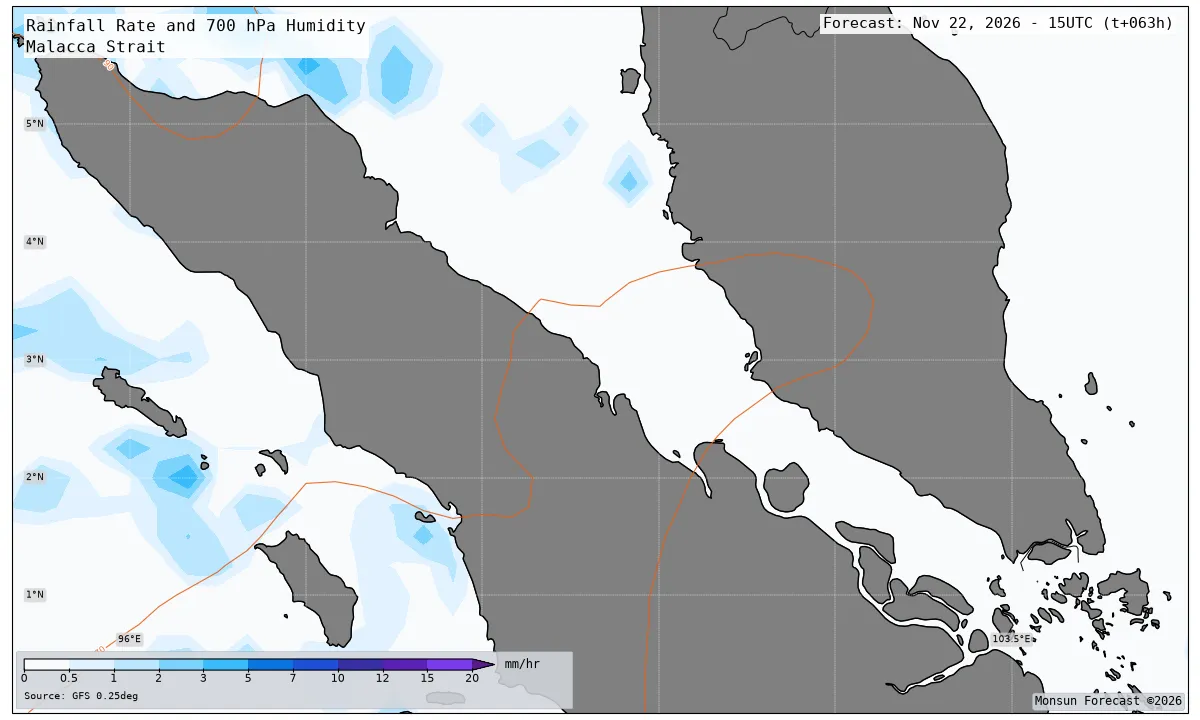 Rainfall Rate and 700 hPa Humidity
Malacca Strait
Forecast: Nov 22, 2026 - 15UTC (t+063h)
5°N
4°N
3°N
2°N
1°N
96°E
103.5°E
mm/hr
0 0.5 1 2 3 5 7 10 12 15 20
Source: GFS 0.25deg
Monsun Forecast ©2026